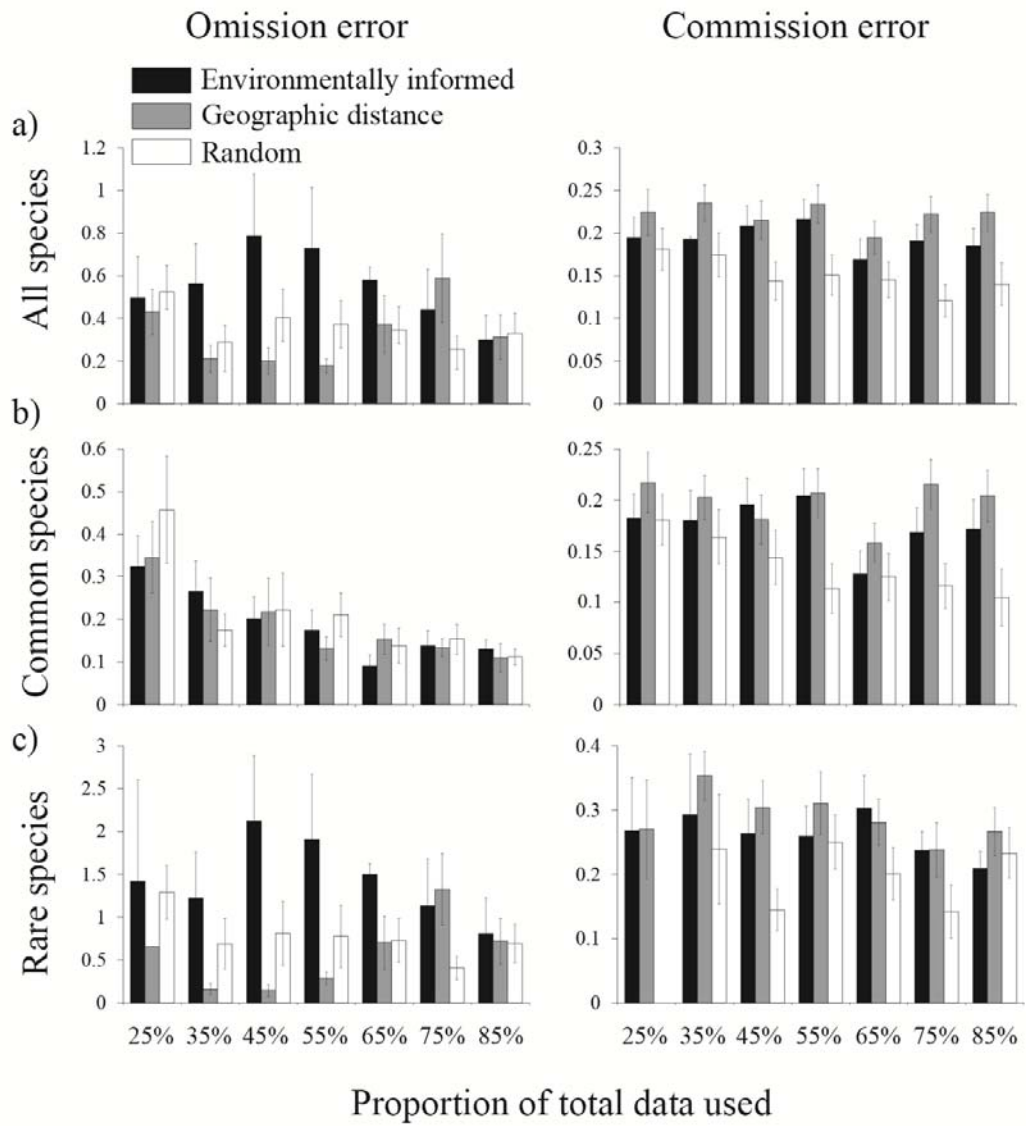 Omission error
Commission error
Environmentally informed
Geographic distance
Random
a)
All species
1.2
1
0.8
0.6
0.4
0.2
0
0.3
0.25
0.2
0.15
0.1
0.05
0
b)
Common species
0.6
0.5
0.4
0.3
0.2
0.1
0
0.25
0.2
0.15
0.1
0.05
0
c)
Rare species
3
2.5
2
1.5
1
0.5
0
0.4
0.3
0.2
0.1
0
25% 35% 45% 55% 65% 75% 85%
25% 35% 45% 55% 65% 75% 85%
Proportion of total data used